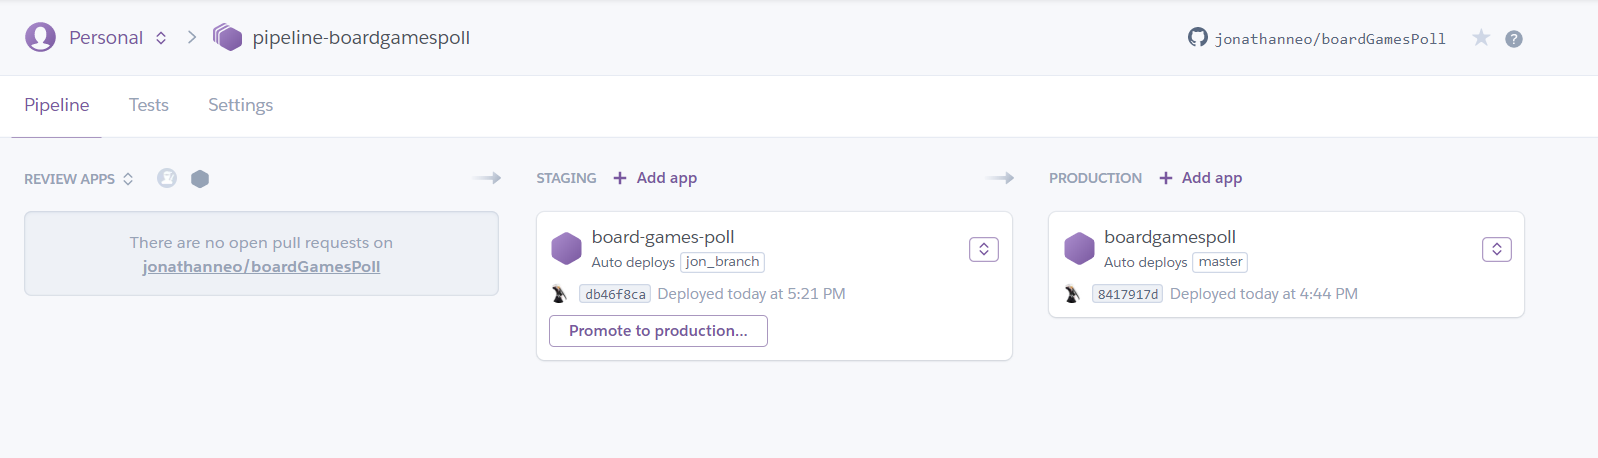 Personal pipeline-boardgamespoll jonathanneo/boardGamesPoll ?
Pipeline Tests Settings
REVIEW APPS
There are no open pull requests on
jonathanneo/boardGamesPoll
STAGING + Add app
board-games-poll
Auto deploys jon_branch
db46f8ca Deployed today at 5:21 PM
Promote to production...
PRODUCTION + Add app
boardgamespoll
Auto deploys master
8417917d Deployed today at 4:44 PM